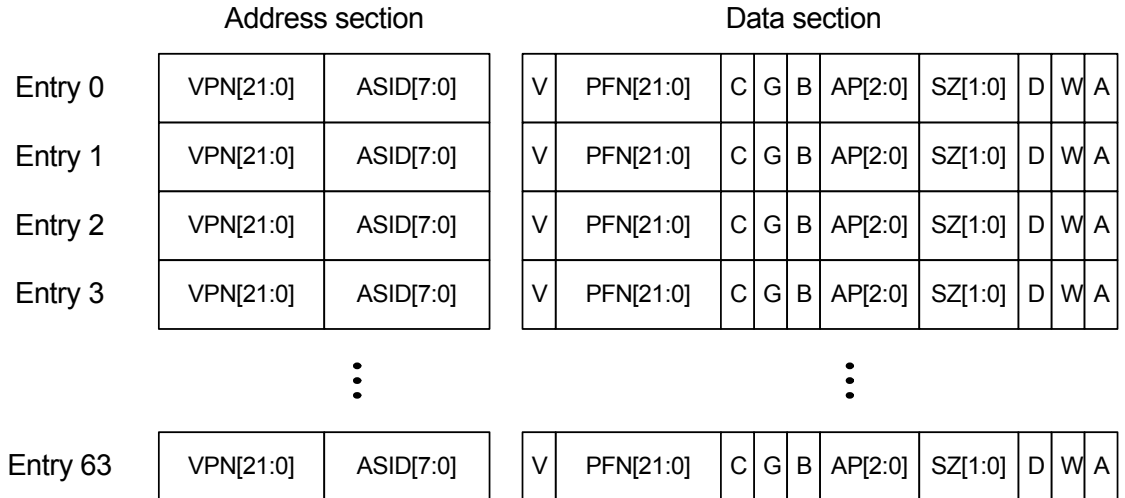 Address section Data section
Entry 0 VPN[21:0] ASID[7:0] V PFN[21:0] C G B AP[2:0] SZ[1:0] D W A
Entry 1 VPN[21:0] ASID[7:0] V PFN[21:0] C G B AP[2:0] SZ[1:0] D W A
Entry 2 VPN[21:0] ASID[7:0] V PFN[21:0] C G B AP[2:0] SZ[1:0] D W A
Entry 3 VPN[21:0] ASID[7:0] V PFN[21:0] C G B AP[2:0] SZ[1:0] D W A
Entry 63 VPN[21:0] ASID[7:0] V PFN[21:0] C G B AP[2:0] SZ[1:0] D W A